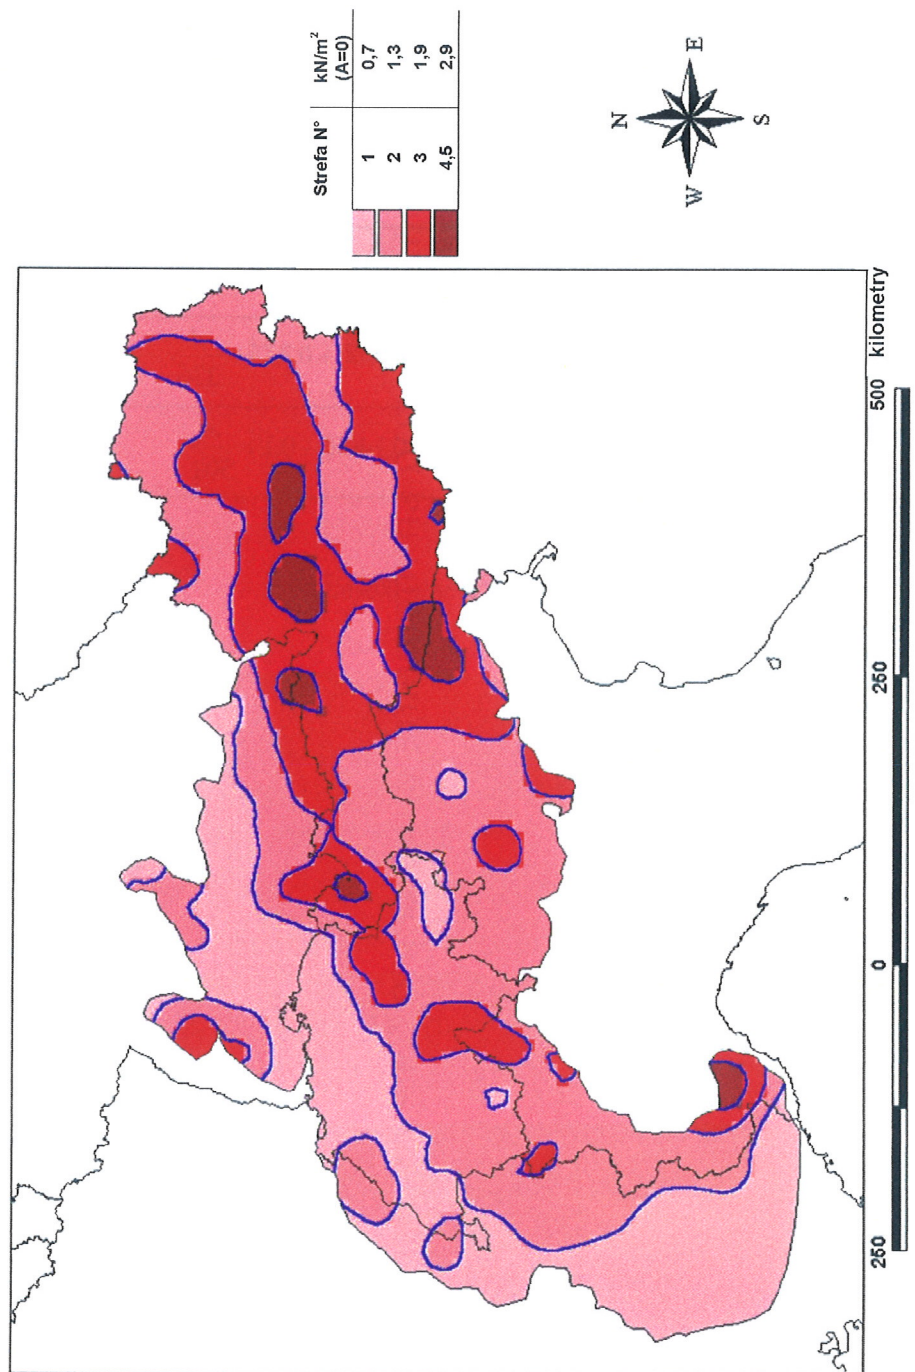 Strefa N° kN/m² (A=0)
1 0,7
2 1,3
3 1,9
4,5 2,9
N
E
S
W
kilometry
250 0 250 500